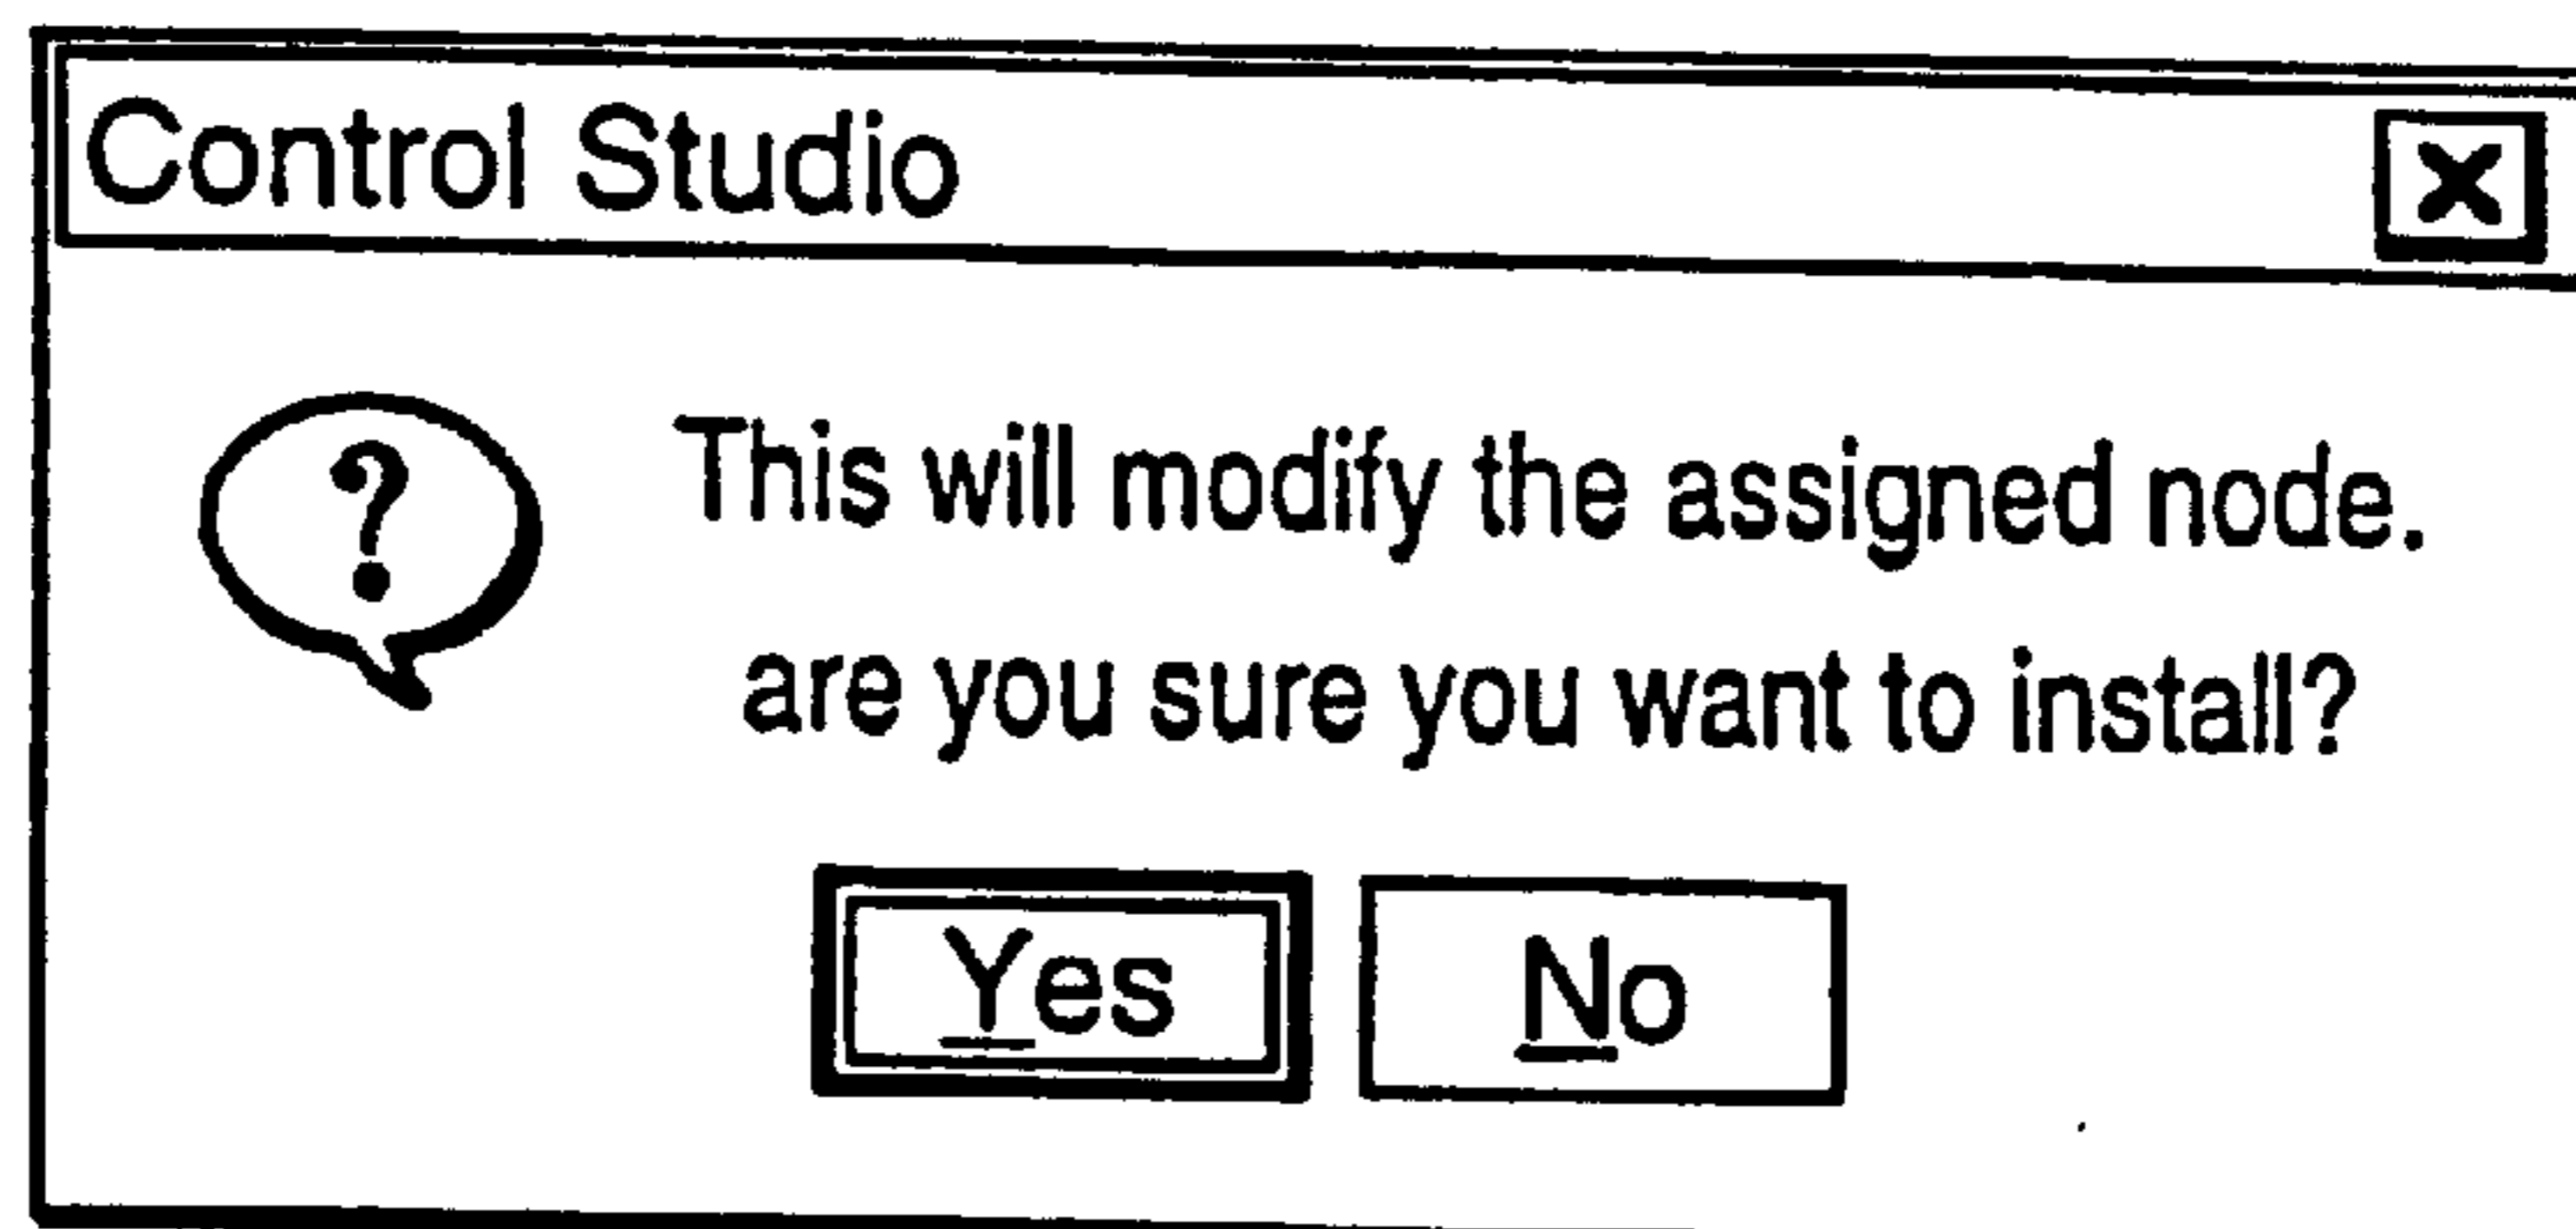 Control Studio
This will modify the assigned node.
are you sure you want to install?
Yes No